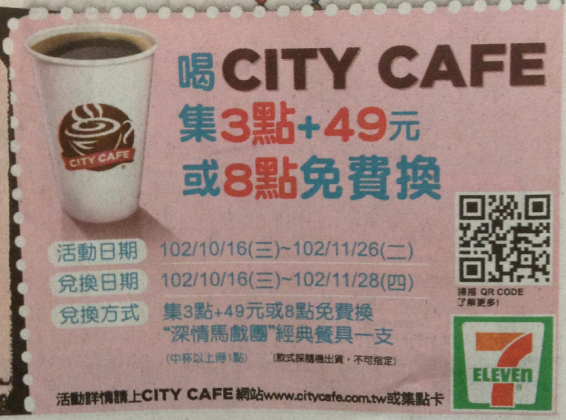 喝CITY CAFE
集3點+49元
或8點免費換
CITY CAFE
活動日期 102/10/16(三)~102/11/26(二)
兌換日期 102/10/16(三)~102/11/28(四)
兌換方式 集3點+49元或8點免費換
“深情馬戲團”經典餐具一支
(中杯以上得1點) (款式採隨機出貨，不可指定)
掃描 QR CODE
了解更多!
7
ELEVEN
活動詳情請上CITY CAFE網站www.citycafe.com.tw或集點卡